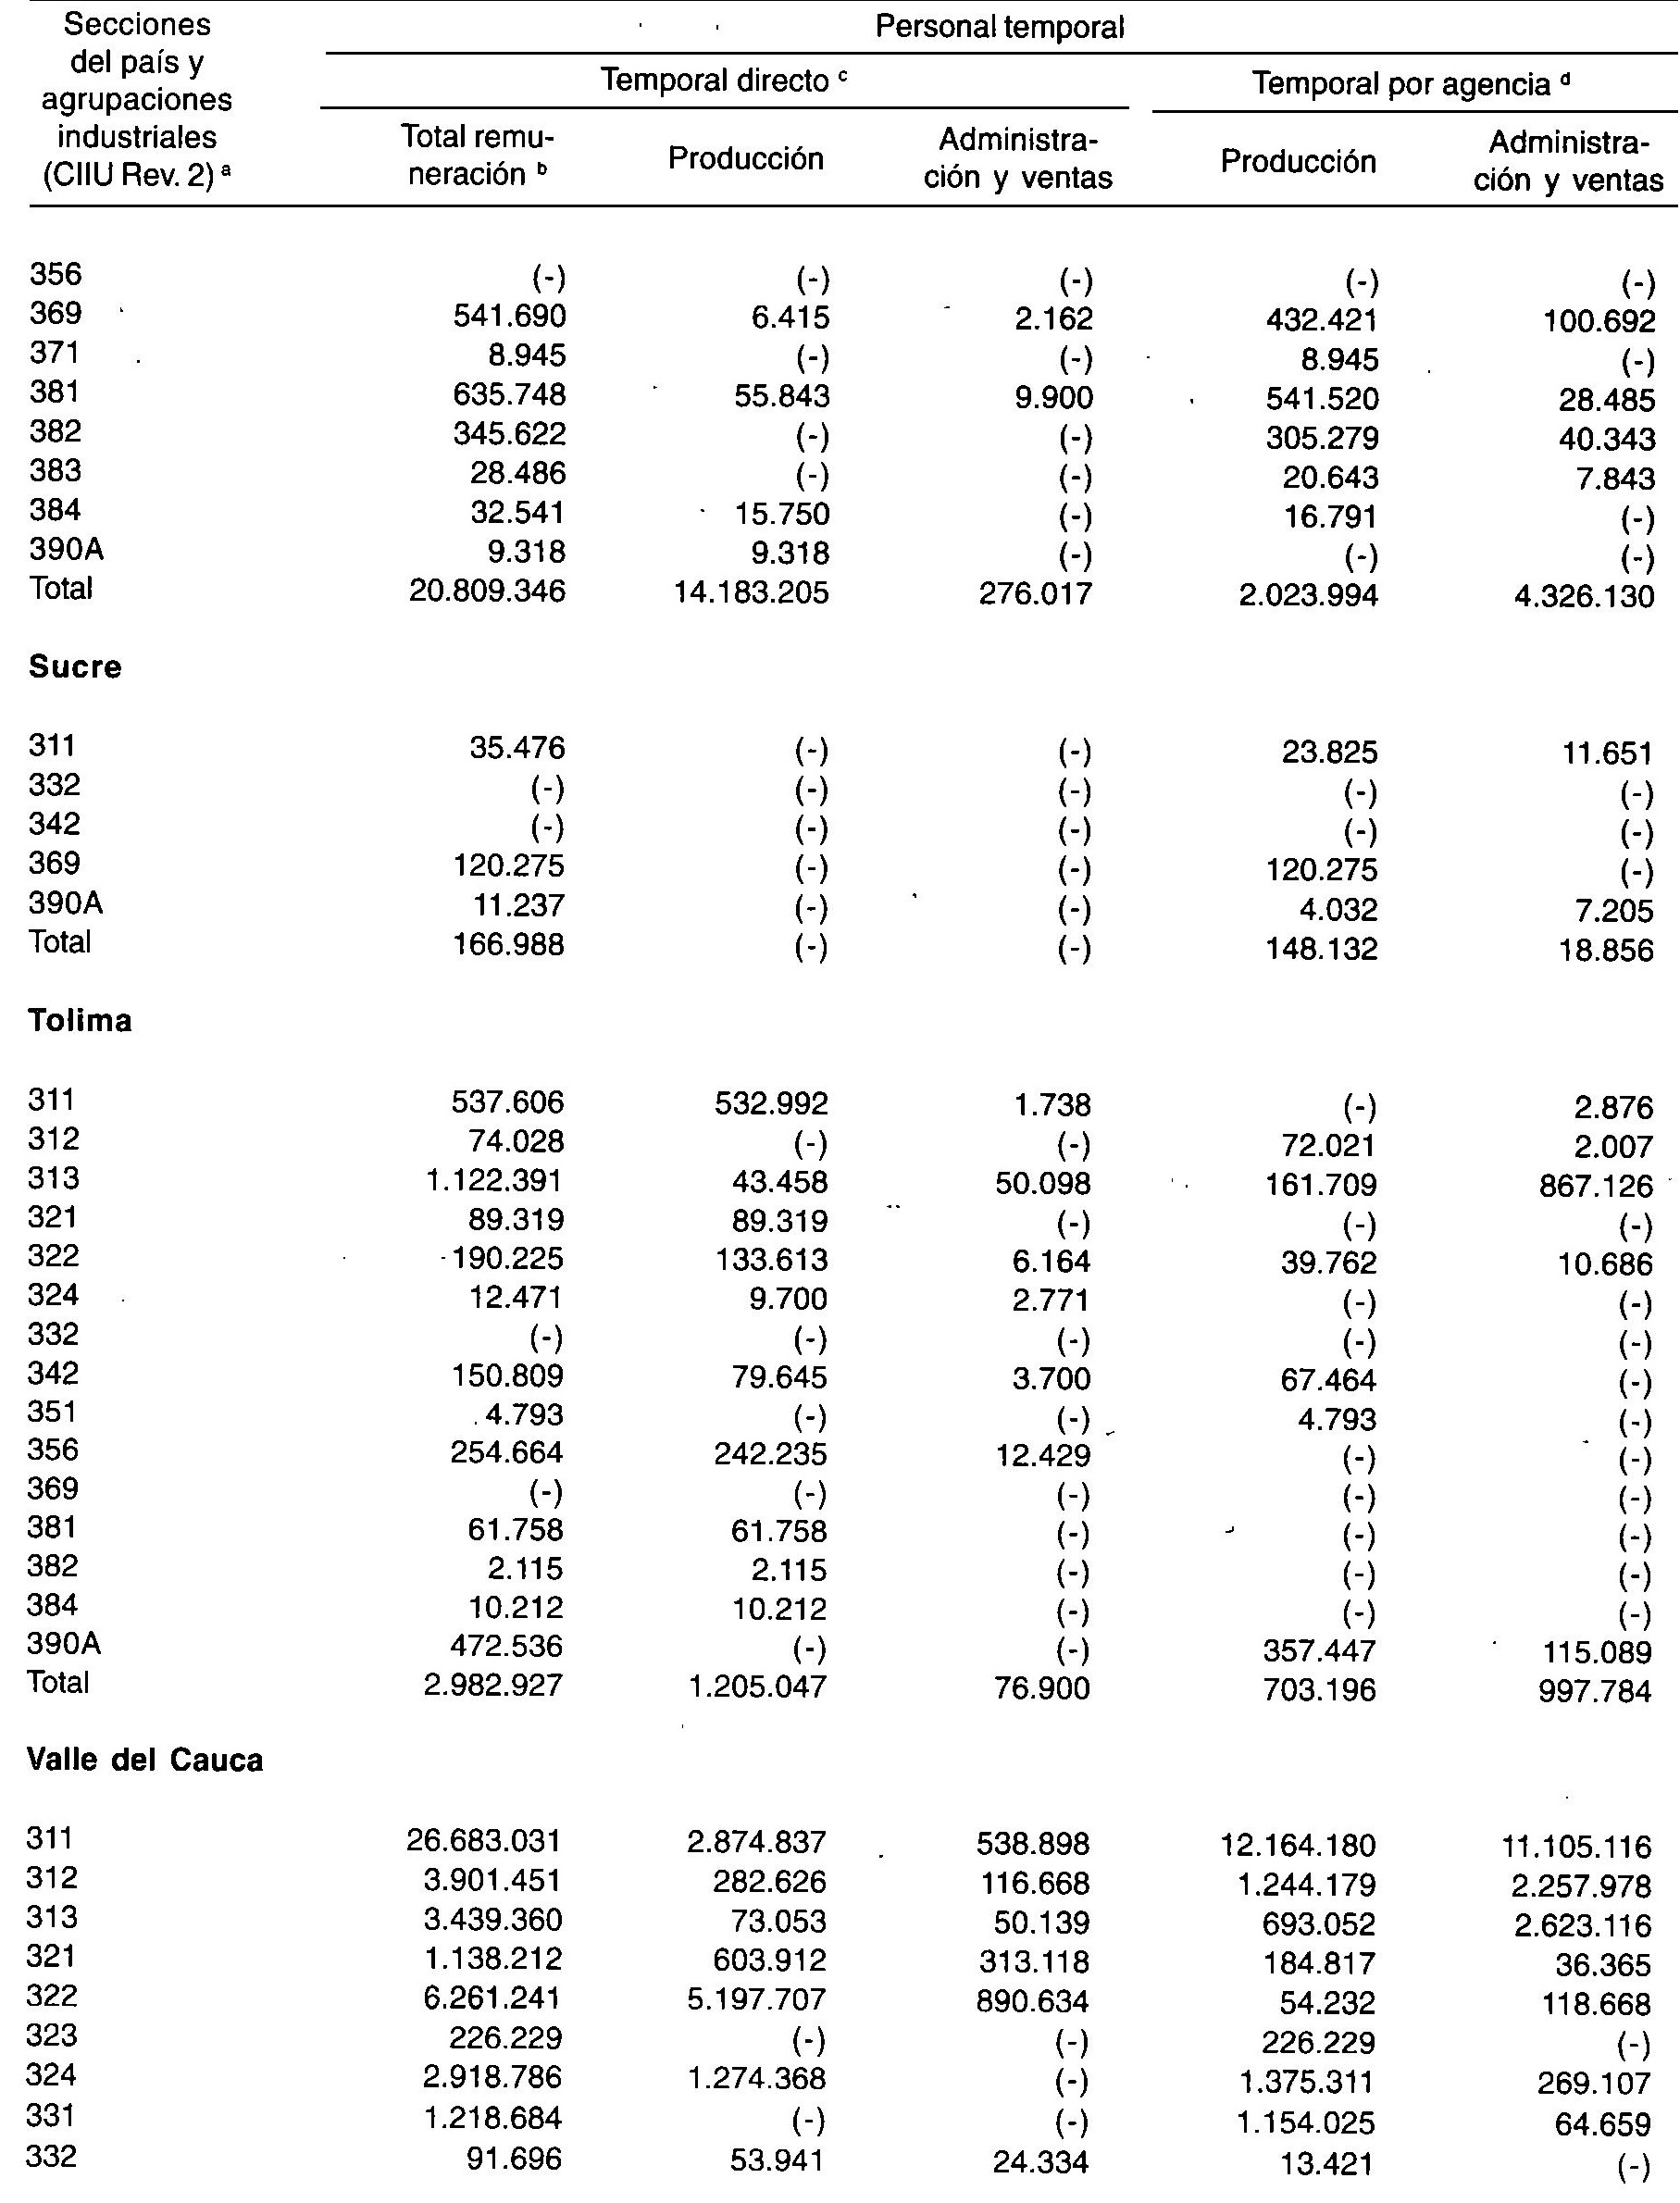 Secciones
del país y
agrupaciones
industriales
(CIIU Rev. 2) a
Personal temporal
Temporal directo c
Temporal por agencia d
Total remu-
neración b
Producción
Administra-
ción y ventas
Producción
Administra-
ción y ventas
356 (-) (-) (-) (-) (-)
369 541.690 6.415 2.162 432.421 100.692
371 8.945 (-) (-) 8.945 (-)
381 635.748 55.843 9.900 541.520 28.485
382 345.622 (-) (-) 305.279 40.343
383 28.486 (-) (-) 20.643 7.843
384 32.541 15.750 (-) 16.791 (-)
390A 9.318 9.318 (-) (-) (-)
Total 20.809.346 14.183.205 276.017 2.023.994 4.326.130
Sucre
311 35.476 (-) (-) 23.825 11.651
332 (-) (-) (-) (-) (-)
342 (-) (-) (-) (-) (-)
369 120.275 (-) (-) 120.275 (-)
390A 11.237 (-) (-) 4.032 7.205
Total 166.988 (-) (-) 148.132 18.856
Tolima
311 537.606 532.992 1.738 (-) 2.876
312 74.028 (-) (-) 72.021 2.007
313 1.122.391 43.458 50.098 161.709 867.126
321 89.319 89.319 (-) (-) (-)
322 190.225 133.613 6.164 39.762 10.686
324 12.471 9.700 2.771 (-) (-)
332 (-) (-) (-) (-) (-)
342 150.809 79.645 3.700 67.464 (-)
351 4.793 (-) (-) 4.793 (-)
356 254.664 242.235 12.429 (-) (-)
369 (-) (-) (-) (-) (-)
381 61.758 61.758 (-) (-) (-)
382 2.115 2.115 (-) (-) (-)
384 10.212 10.212 (-) (-) (-)
390A 472.536 (-) (-) 357.447 115.089
Total 2.982.927 1.205.047 76.900 703.196 997.784
Valle del Cauca
311 26.683.031 2.874.837 538.898 12.164.180 11.105.116
312 3.901.451 282.626 116.668 1.244.179 2.257.978
313 3.439.360 73.053 50.139 693.052 2.623.116
321 1.138.212 603.912 313.118 184.817 36.365
322 6.261.241 5.197.707 890.634 54.232 118.668
323 226.229 (-) (-) 226.229 (-)
324 2.918.786 1.274.368 (-) 1.375.311 269.107
331 1.218.684 (-) (-) 1.154.025 64.659
332 91.696 53.941 24.334 13.421 (-)